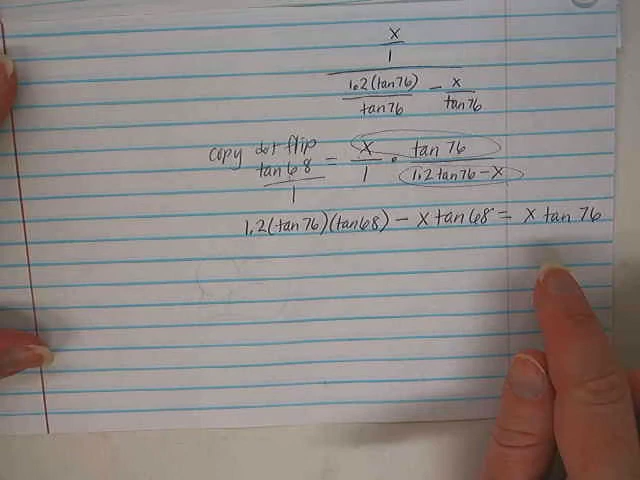 x
1
1.2(tan76) - x
tan76 tan76
copy dot flip
tan68 = x · tan 76
1 1 1.2tan76-x
1.2(tan76)(tan68) - x tan68 = x tan 76